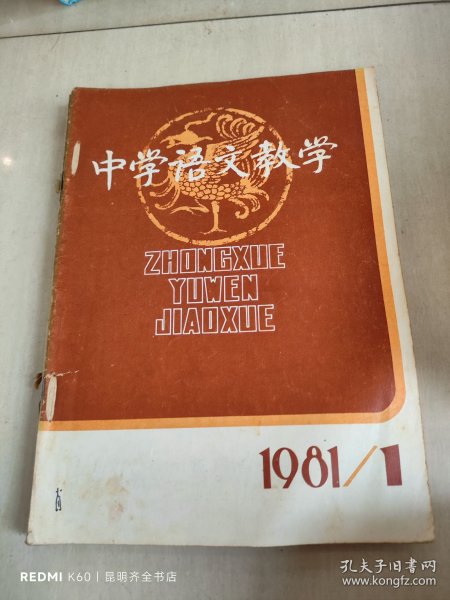 中学语文教学
ZHONGXUE
YUWEN
JIAOXUE
1981/1
REDMI K60 | 昆明齐全书店
孔夫子旧书网
www.kongfz.com